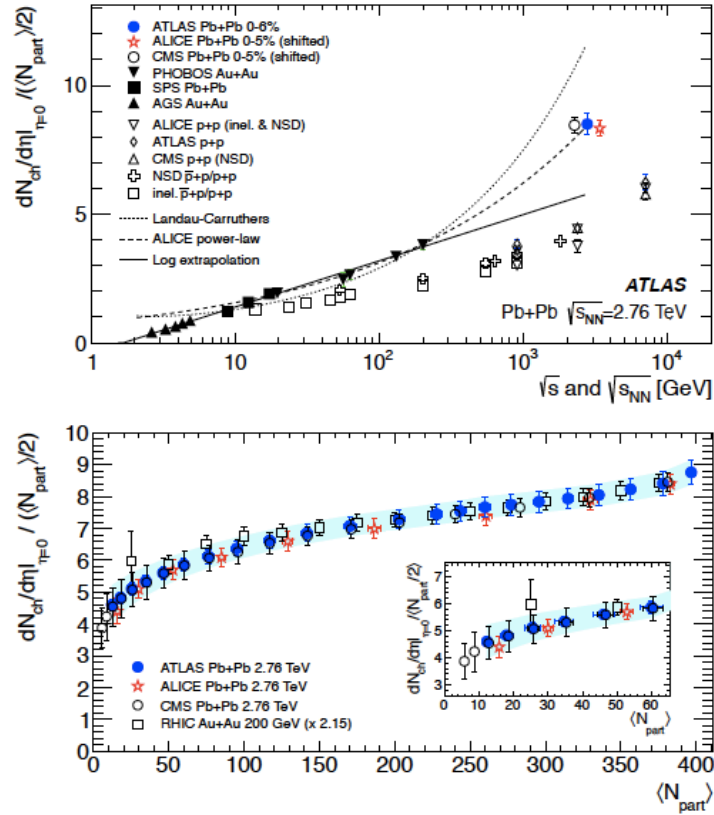 dN_ch/dη|_η=0 /(⟨N_part⟩/2)
ATLAS Pb+Pb 0-6%
ALICE Pb+Pb 0-5% (shifted)
CMS Pb+Pb 0-5% (shifted)
PHOBOS Au+Au
SPS Pb+Pb
AGS Au+Au
ALICE p+p (inel. & NSD)
ATLAS p+p
CMS p+p (NSD)
NSD p̅+p/p+p
inel. p̅+p/p+p
Landau-Carruthers
ALICE power-law
Log extrapolation
10
5
0
ATLAS
Pb+Pb √s_NN=2.76 TeV
1 10 10² 10³ 10⁴
√s and √s_NN [GeV]
dN_ch/dη|_η=0 / (⟨N_part⟩/2)
10
9
8
7
6
5
4
3
2
1
0
ATLAS Pb+Pb 2.76 TeV
ALICE Pb+Pb 2.76 TeV
CMS Pb+Pb 2.76 TeV
RHIC Au+Au 200 GeV (x 2.15)
dN_ch/dη|_η=0 /(⟨N_part⟩/2)
6
5
4
3
0 10 20 30 40 50 60
⟨N_part⟩
0 50 100 150 200 250 300 350 400
⟨N_part⟩